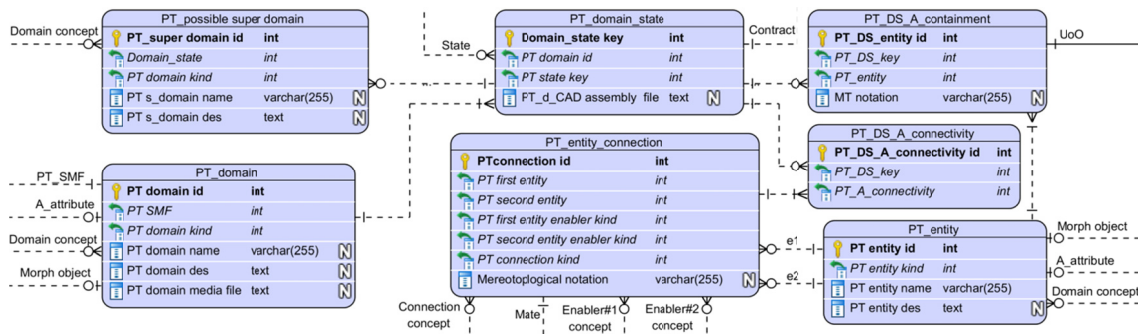 PT_possible super domain
PT_super domain id int
Domain_state int
PT domain kind int
PT s_domain name varchar(255) N
PT s_domain des text N
Domain concept
PT_domain_state
Domain_state key int
PT domain id int
PT state key int
PT_d_CAD assembly file text N
State
Contract
PT_DS_A_containment
PT_DS_entity id int
PT_DS_key int
PT_entity int
MT notation varchar(255) N
UoO
PT_DS_A_connectivity
PT_DS_A_connectivity id int
PT_DS_key int
PT_A_connectivity int
PT_entity_connection
PTconnection id int
PT first entity int
PT second entity int
PT first entity enabler kind int
PT second entity enabler kind int
PT connection kind int
Mereotoplogical notation varchar(255) N
PT_domain
PT domain id int
PT SMF int
PT domain kind int
PT domain name varchar(255) N
PT domain des text N
PT domain media file text N
PT_SMF
A_attribute
Domain concept
Morph object
PT_entity
PT entity id int
PT entity kind int
PT entity name varchar(255) N
PT entity des text N
e1
e2
Morph object
A_attribute
Domain concept
Connection
concept
Mate
Enabler#1
concept
Enabler#2
concept